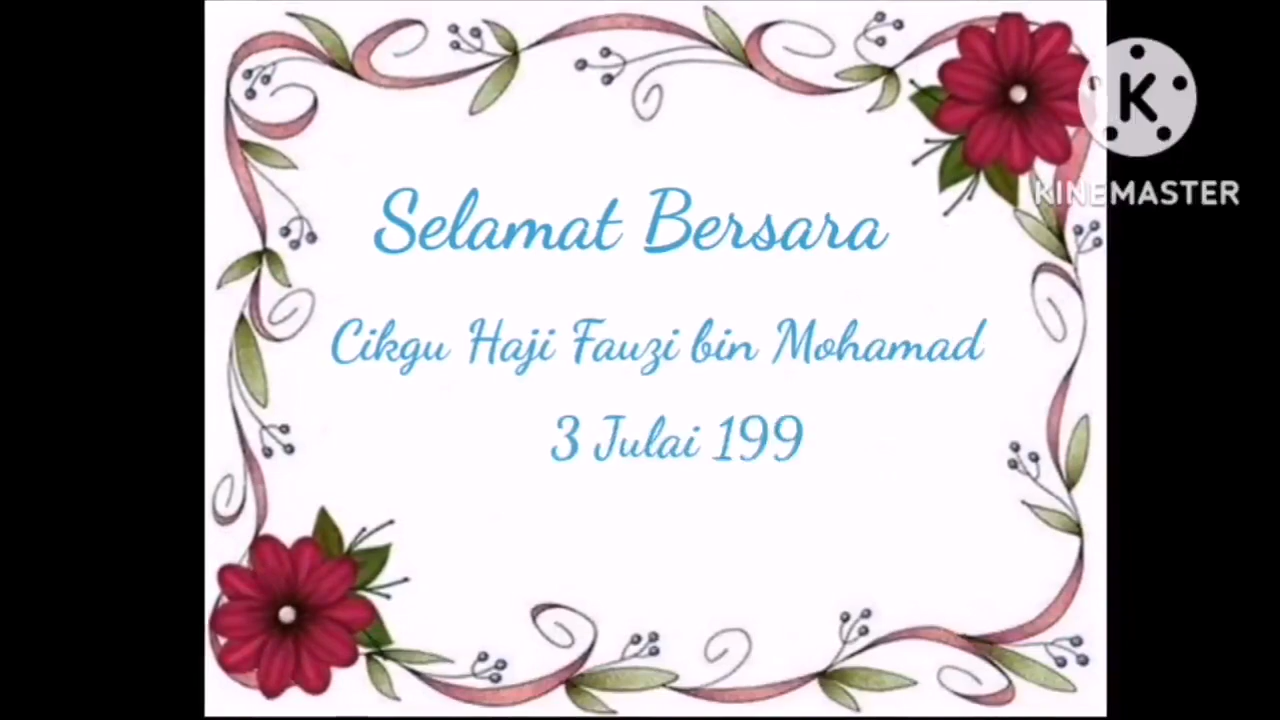 Selamat Bersara
Cikgu Haji Fauzi bin Mohamad
3 Julai 199
K
KINEMASTER